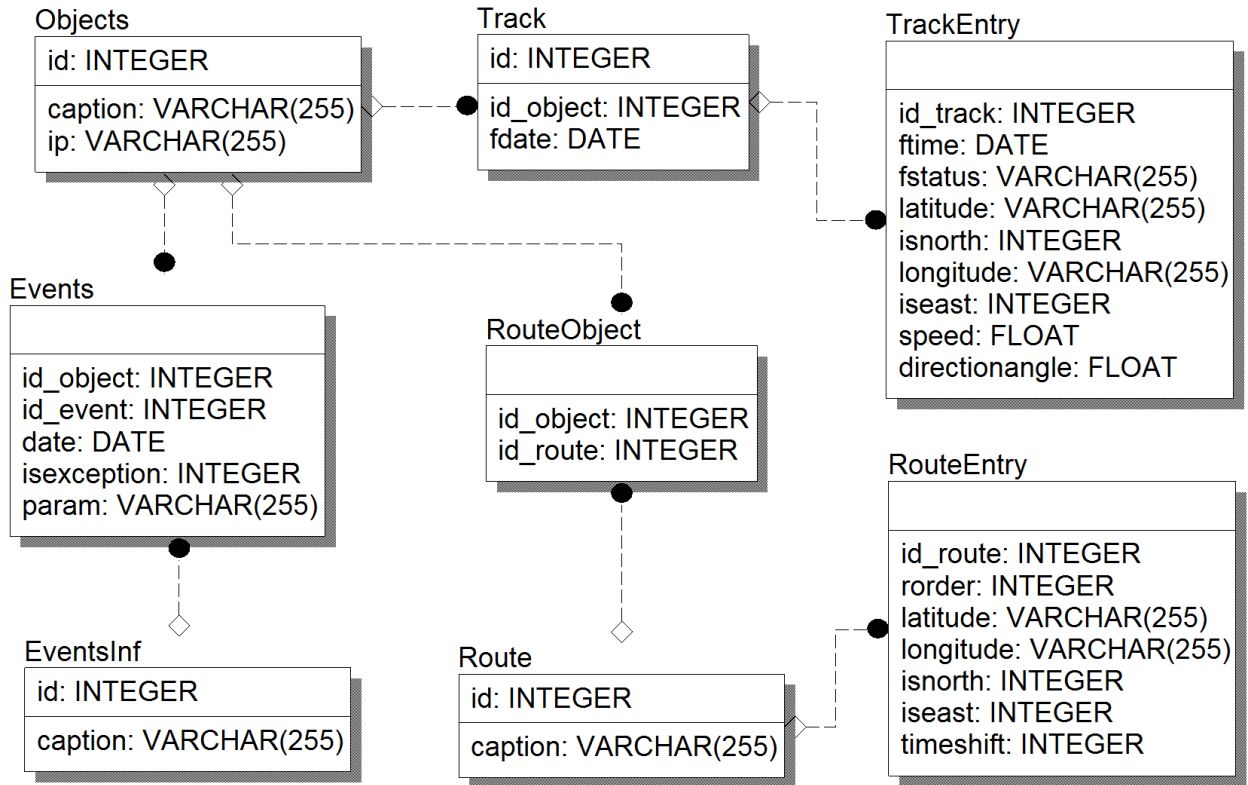 Objects
id: INTEGER
caption: VARCHAR(255)
ip: VARCHAR(255)
Track
id: INTEGER
id_object: INTEGER
fdate: DATE
TrackEntry
id_track: INTEGER
ftime: DATE
fstatus: VARCHAR(255)
latitude: VARCHAR(255)
isnorth: INTEGER
longitude: VARCHAR(255)
iseast: INTEGER
speed: FLOAT
directionangle: FLOAT
Events
id_object: INTEGER
id_event: INTEGER
date: DATE
isexception: INTEGER
param: VARCHAR(255)
RouteObject
id_object: INTEGER
id_route: INTEGER
RouteEntry
id_route: INTEGER
rorder: INTEGER
latitude: VARCHAR(255)
longitude: VARCHAR(255)
isnorth: INTEGER
iseast: INTEGER
timeshift: INTEGER
EventsInf
id: INTEGER
caption: VARCHAR(255)
Route
id: INTEGER
caption: VARCHAR(255)